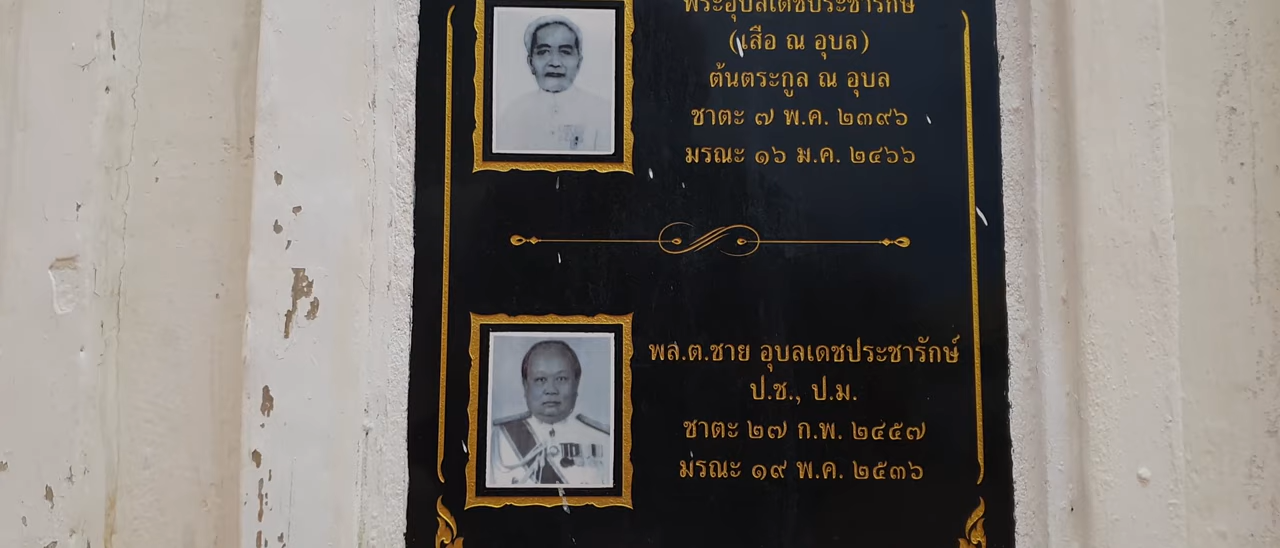 พระอุบลเดชประชารักษ์
(เสือ ณ อุบล)
ต้นตระกูล ณ อุบล
ชาตะ ๗ พ.ค. ๒๓๙๖
มรณะ ๑๖ ม.ค. ๒๔๖๖
พล.ต.ชาย อุบลเดชประชารักษ์
ป.ช., ป.ม.
ชาตะ ๒๗ ก.พ. ๒๔๕๗
มรณะ ๑๙ พ.ค. ๒๕๓๖